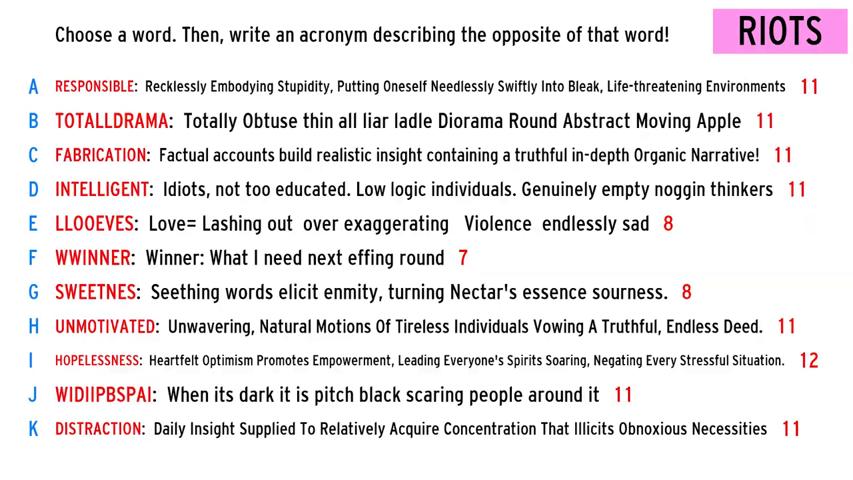 Choose a word. Then, write an acronym describing the opposite of that word!
RIOTS
A RESPONSIBLE: Recklessly Embodying Stupidity, Putting Oneself Needlessly Swiftly Into Bleak, Life-threatening Environments 11
B TOTALLDRAMA: Totally Obtuse thin all liar ladle Diorama Round Abstract Moving Apple 11
C FABRICATION: Factual accounts build realistic insight containing a truthful in-depth Organic Narrative! 11
D INTELLIGENT: Idiots, not too educated. Low logic individuals. Genuinely empty noggin thinkers 11
E LLOOEVES: Love= Lashing out over exaggerating Violence endlessly sad 8
F WWINNER: Winner: What I need next effing round 7
G SWEETNES: Seething words elicit enmity, turning Nectar's essence sourness. 8
H UNMOTIVATED: Unwavering, Natural Motions Of Tireless Individuals Vowing A Truthful, Endless Deed. 11
I HOPELESSNESS: Heartfelt Optimism Promotes Empowerment, Leading Everyone's Spirits Soaring, Negating Every Stressful Situation. 12
J WIDIIPBSPAI: When its dark it is pitch black scaring people around it 11
K DISTRACTION: Daily Insight Supplied To Relatively Acquire Concentration That Illicits Obnoxious Necessities 11